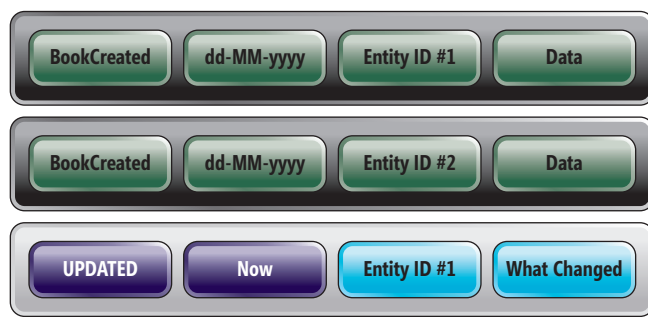 BookCreated dd-MM-yyyy Entity ID #1 Data
BookCreated dd-MM-yyyy Entity ID #2 Data
UPDATED Now Entity ID #1 What Changed